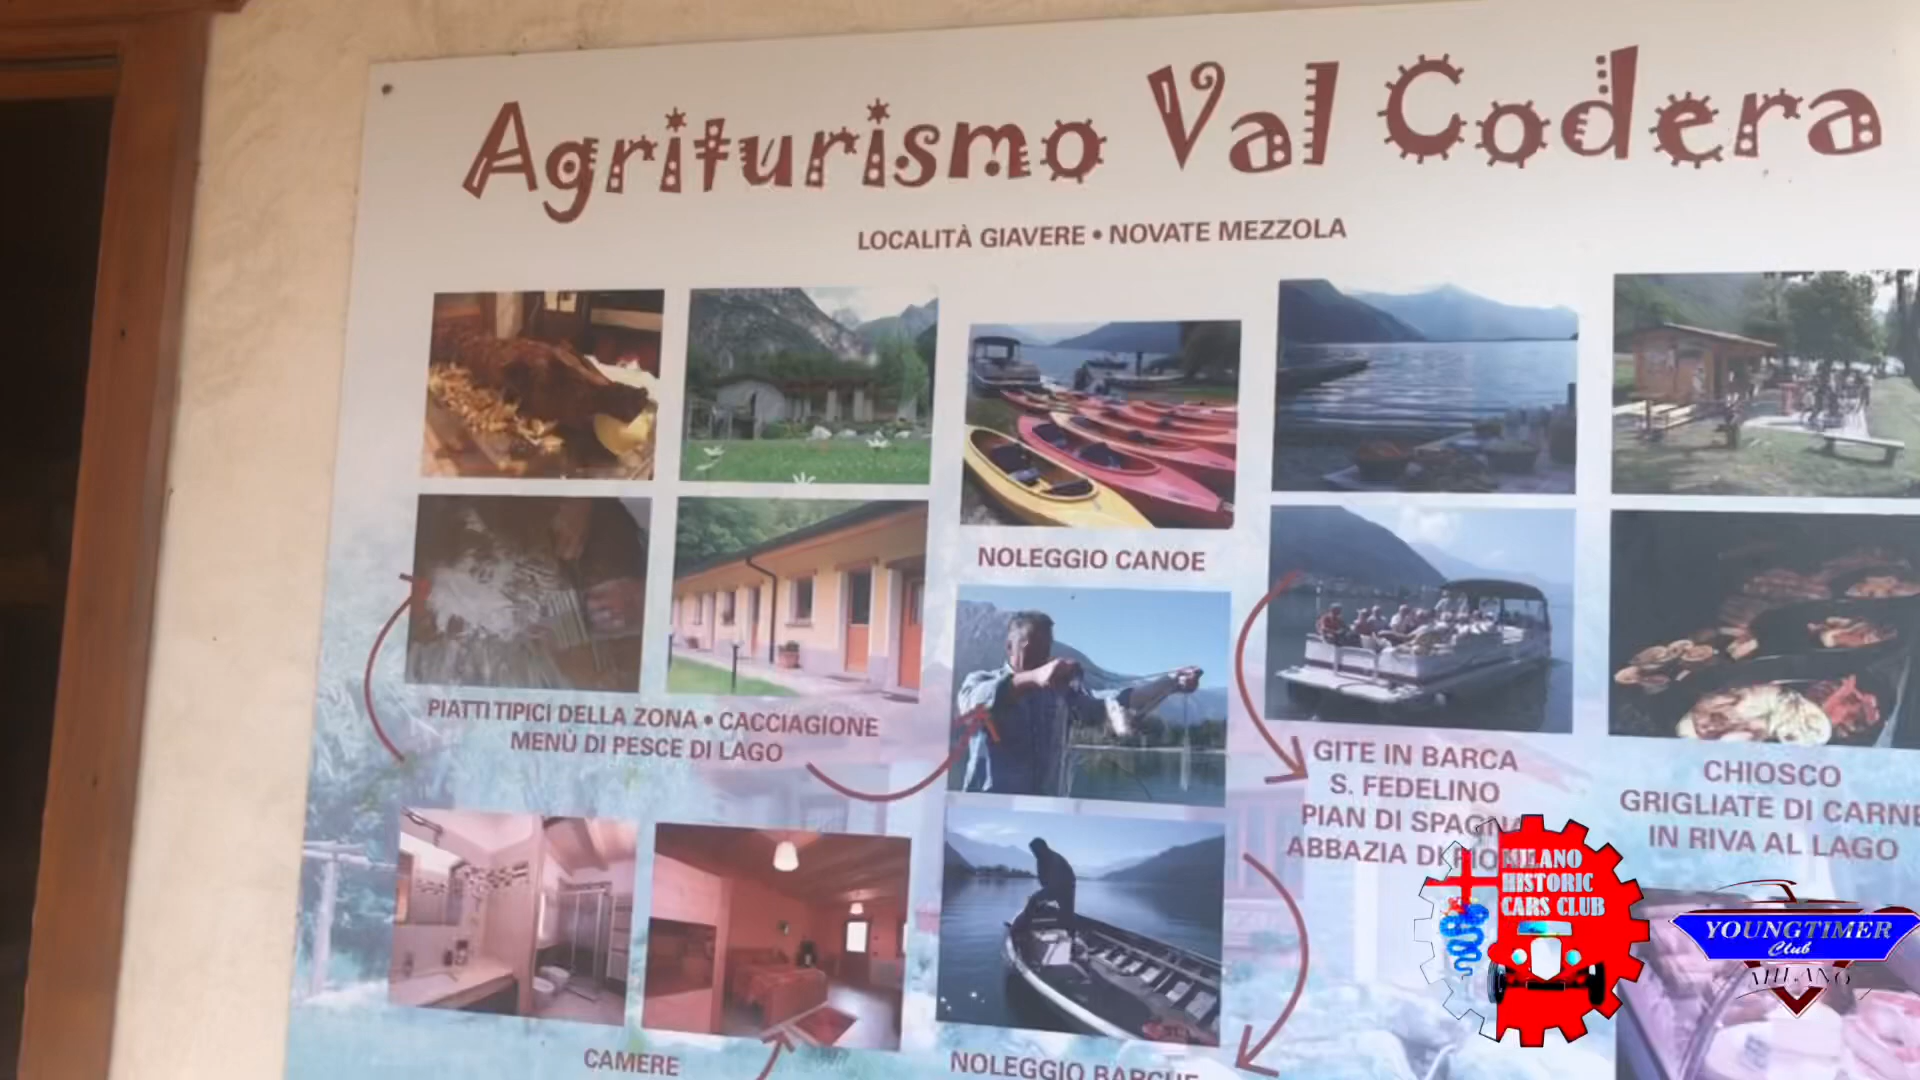 Agriturismo Val Codera
LOCALITÀ GIAVERE • NOVATE MEZZOLA
NOLEGGIO CANOE
PIATTI TIPICI DELLA ZONA • CACCIAGIONE
MENÙ DI PESCE DI LAGO
GITE IN BARCA
S. FEDELINO
PIAN DI SPAGNA
ABBAZIA DI PIONA
CHIOSCO
GRIGLIATE DI CARNE
IN RIVA AL LAGO
CAMERE
NOLEGGIO BARCHE
MILANO
HISTORIC
CARS CLUB
YOUNGTIMER
Club
MILANO